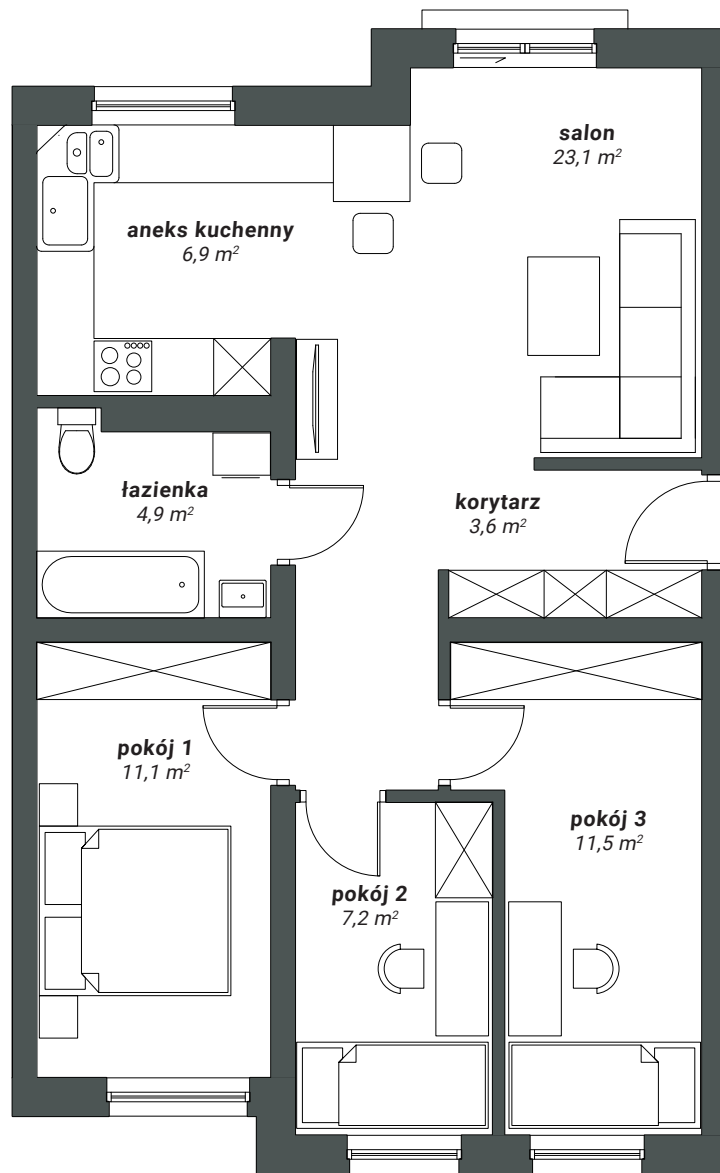 salon
23,1 m²
aneks kuchenny
6,9 m²
łazienka
4,9 m²
korytarz
3,6 m²
pokój 1
11,1 m²
pokój 3
11,5 m²
pokój 2
7,2 m²